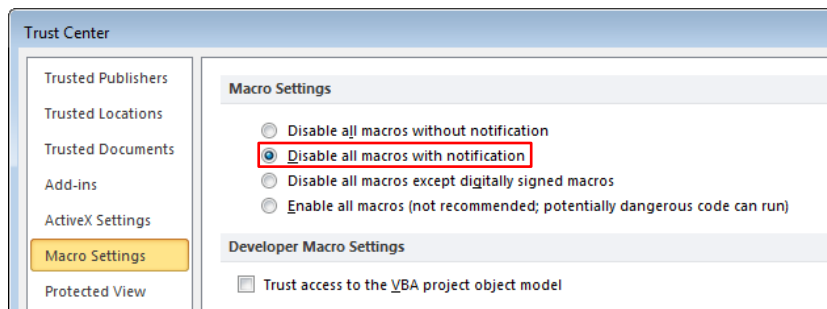 Trust Center
Trusted Publishers
Trusted Locations
Trusted Documents
Add-ins
ActiveX Settings
Macro Settings
Protected View
Macro Settings
Disable all macros without notification
Disable all macros with notification
Disable all macros except digitally signed macros
Enable all macros (not recommended; potentially dangerous code can run)
Developer Macro Settings
Trust access to the VBA project object model